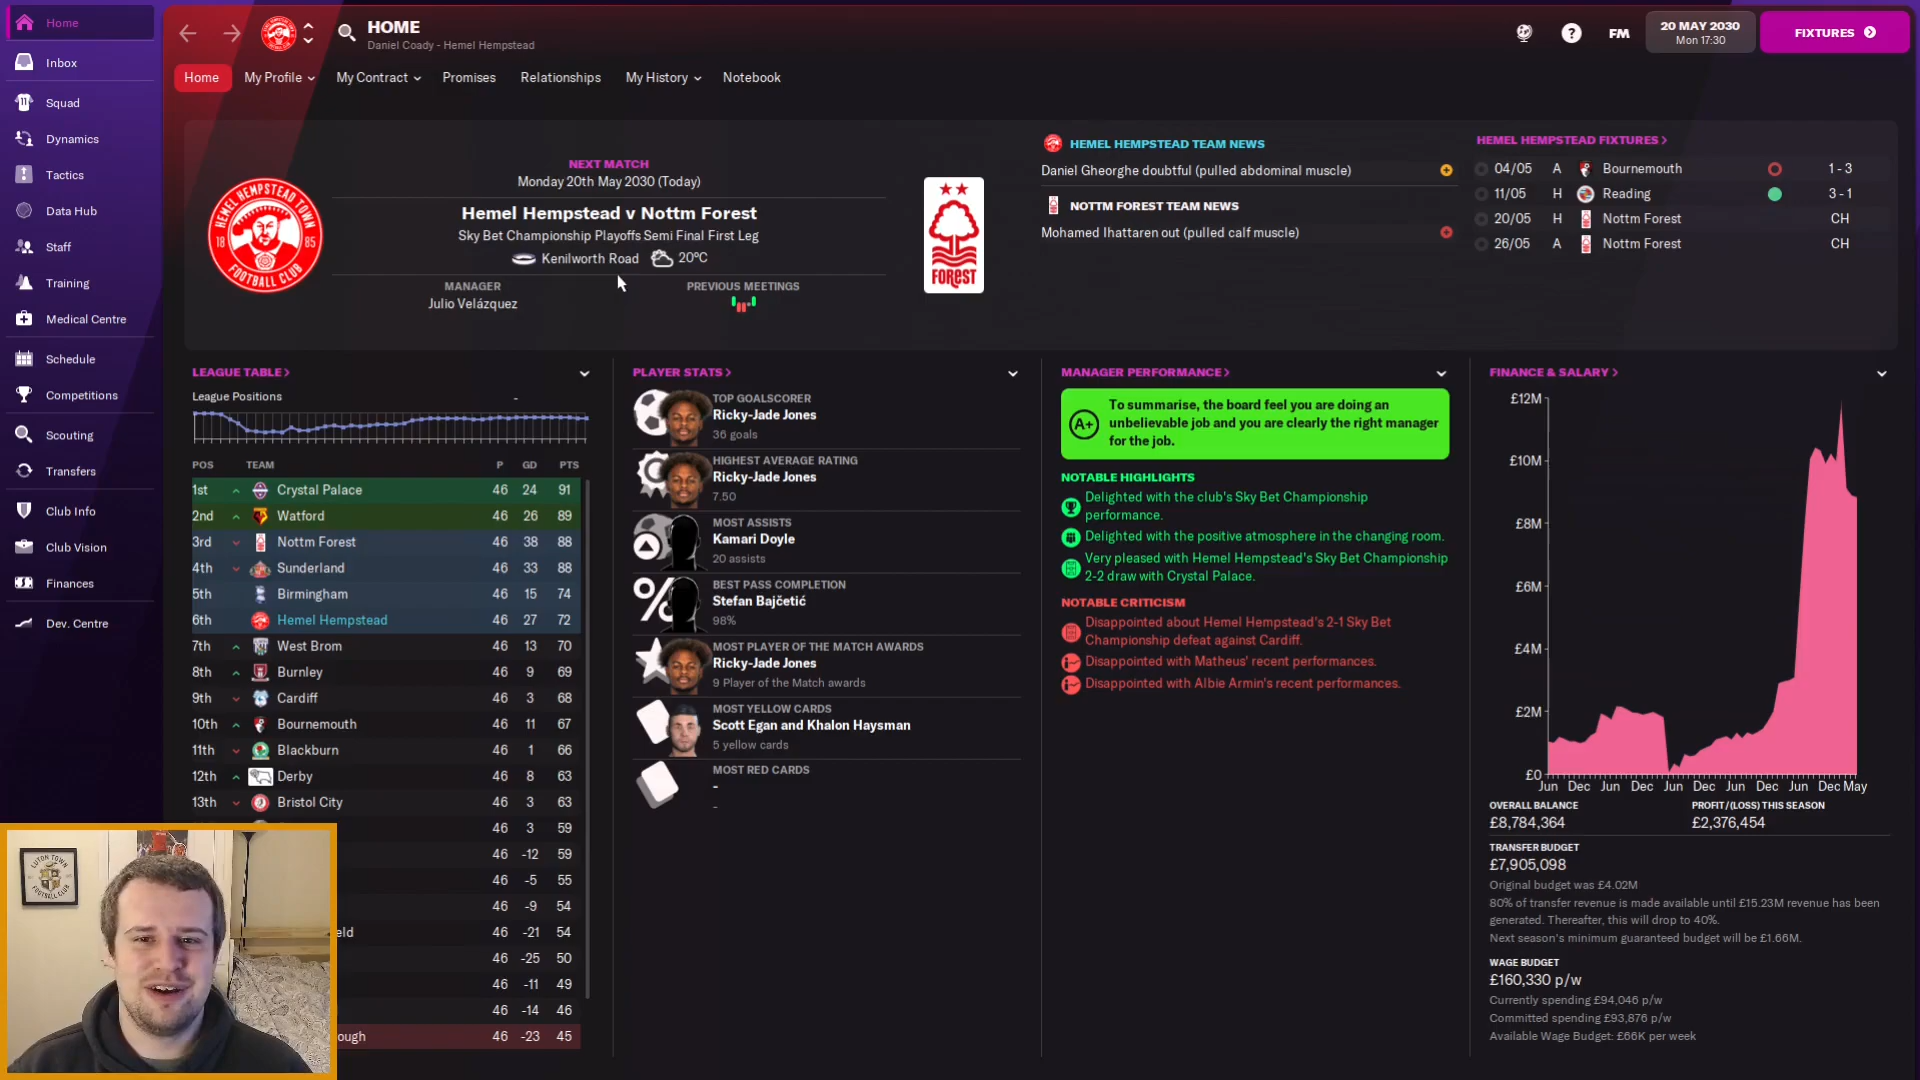 Home
Inbox
Squad
Dynamics
Tactics
Data Hub
Staff
Training
Medical Centre
Schedule
Competitions
Scouting
Transfers
Club Info
Club Vision
Finances
Dev. Centre
HOME
Daniel Coady - Hemel Hempstead
FM
20 MAY 2030
Mon 17:30
FIXTURES
Home
My Profile
My Contract
Promises
Relationships
My History
Notebook
HEMEL HEMPSTEAD TOWN
18 85
FOOTBALL CLUB
NEXT MATCH
Monday 20th May 2030 (Today)
Hemel Hempstead v Nottm Forest
Sky Bet Championship Playoffs Semi Final First Leg
Kenilworth Road 20ºC
MANAGER
Julio Velázquez
PREVIOUS MEETINGS
FOREST
HEMEL HEMPSTEAD TEAM NEWS
Daniel Gheorghe doubtful (pulled abdominal muscle)
NOTTM FOREST TEAM NEWS
Mohamed Ihattaren out (pulled calf muscle)
HEMEL HEMPSTEAD FIXTURES >
04/05 A Bournemouth 1 - 3
11/05 H Reading 3 - 1
20/05 H Nottm Forest CH
26/05 A Nottm Forest CH
LEAGUE TABLE >
League Positions -
POS TEAM P GD PTS
1st Crystal Palace 46 24 91
2nd Watford 46 26 89
3rd Nottm Forest 46 38 88
4th Sunderland 46 33 88
5th Birmingham 46 15 74
6th Hemel Hempstead 46 27 72
7th West Brom 46 13 70
8th Burnley 46 9 69
9th Cardiff 46 3 68
10th Bournemouth 46 11 67
11th Blackburn 46 1 66
12th Derby 46 8 63
13th Bristol City 46 3 63
46 3 59
46 -12 59
46 -5 55
46 -9 54
eld 46 -21 54
46 -25 50
46 -11 49
46 -14 46
ough 46 -23 45
LUTON TOWN
FOOTBALL CLUB
PLAYER STATS >
TOP GOALSCORER
Ricky-Jade Jones
36 goals
HIGHEST AVERAGE RATING
Ricky-Jade Jones
7.50
MOST ASSISTS
Kamari Doyle
20 assists
BEST PASS COMPLETION
Stefan Bajčetić
98%
MOST PLAYER OF THE MATCH AWARDS
Ricky-Jade Jones
9 Player of the Match awards
MOST YELLOW CARDS
Scott Egan and Khalon Haysman
5 yellow cards
MOST RED CARDS
-
-
MANAGER PERFORMANCE >
A+
To summarise, the board feel you are doing an
unbelievable job and you are clearly the right manager
for the job.
NOTABLE HIGHLIGHTS
Delighted with the club's Sky Bet Championship
performance.
Delighted with the positive atmosphere in the changing room.
Very pleased with Hemel Hempstead's Sky Bet Championship
2-2 draw with Crystal Palace.
NOTABLE CRITICISM
Disappointed about Hemel Hempstead's 2-1 Sky Bet
Championship defeat against Cardiff.
Disappointed with Matheus' recent performances.
Disappointed with Albie Armin's recent performances.
FINANCE & SALARY >
£12M
£10M
£8M
£6M
£4M
£2M
£0
Jun Dec Jun Dec Jun Dec Jun Dec Jun Dec May
OVERALL BALANCE
£8,784,364
PROFIT/(LOSS) THIS SEASON
£2,376,454
TRANSFER BUDGET
£7,905,098
Original budget was £4.02M
80% of transfer revenue is made available until £15.23M revenue has been
generated. Thereafter, this will drop to 40%.
Next season's minimum guaranteed budget will be £1.66M.
WAGE BUDGET
£160,330 p/w
Currently spending £94,046 p/w
Committed spending £93,876 p/w
Available Wage Budget: £66K per week